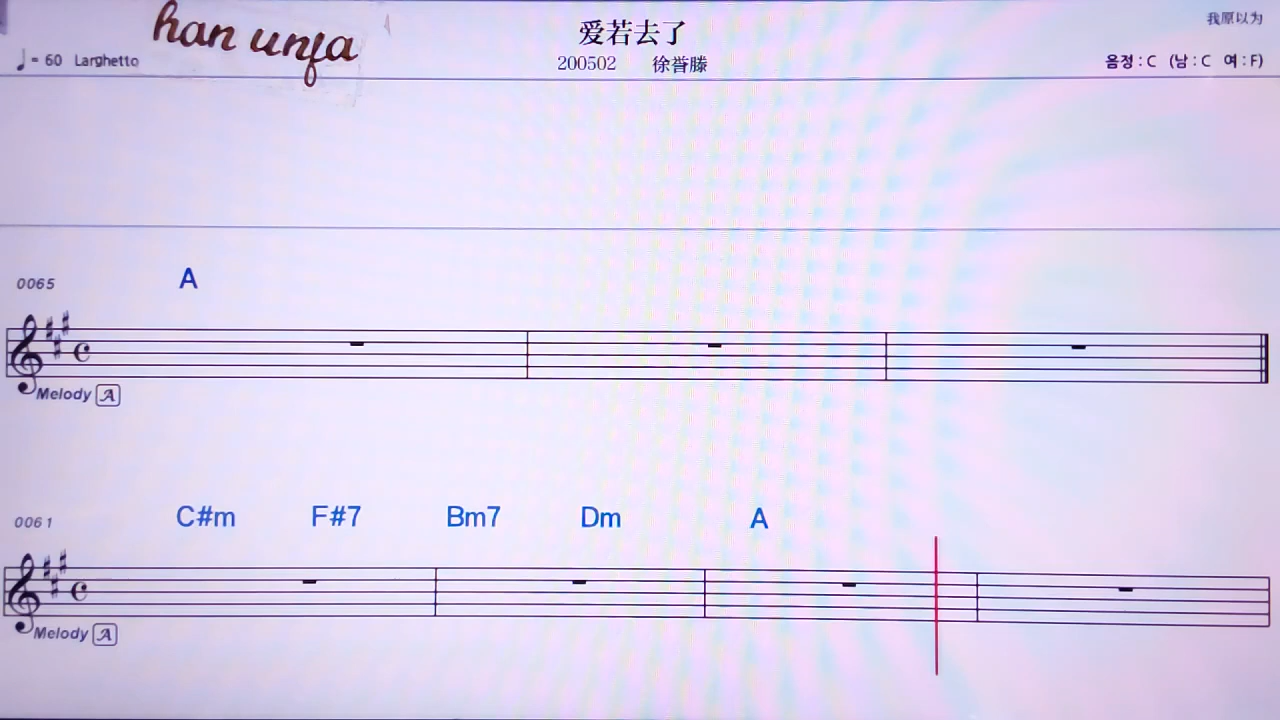 han unfa
爱若去了
我原以为
♩= 60 Larghetto
200502 徐誉滕
음정 : C (남 : C 여 : F)
0065 A
Melody A
0061 C#m F#7 Bm7 Dm A
Melody A